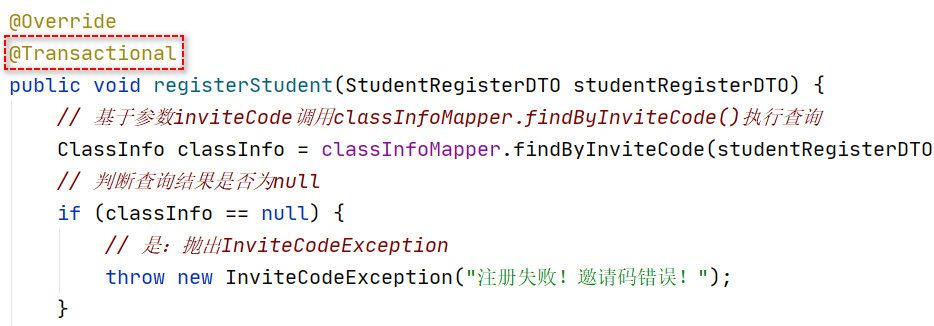 @Override
@Transactional
public void registerStudent(StudentRegisterDTO studentRegisterDTO) {
// 基于参数inviteCode调用classInfoMapper.findByInviteCode()执行查询
ClassInfo classInfo = classInfoMapper.findByInviteCode(studentRegisterDTO
// 判断查询结果是否为null
if (classInfo == null) {
// 是：抛出InviteCodeException
throw new InviteCodeException("注册失败！邀请码错误！");
}